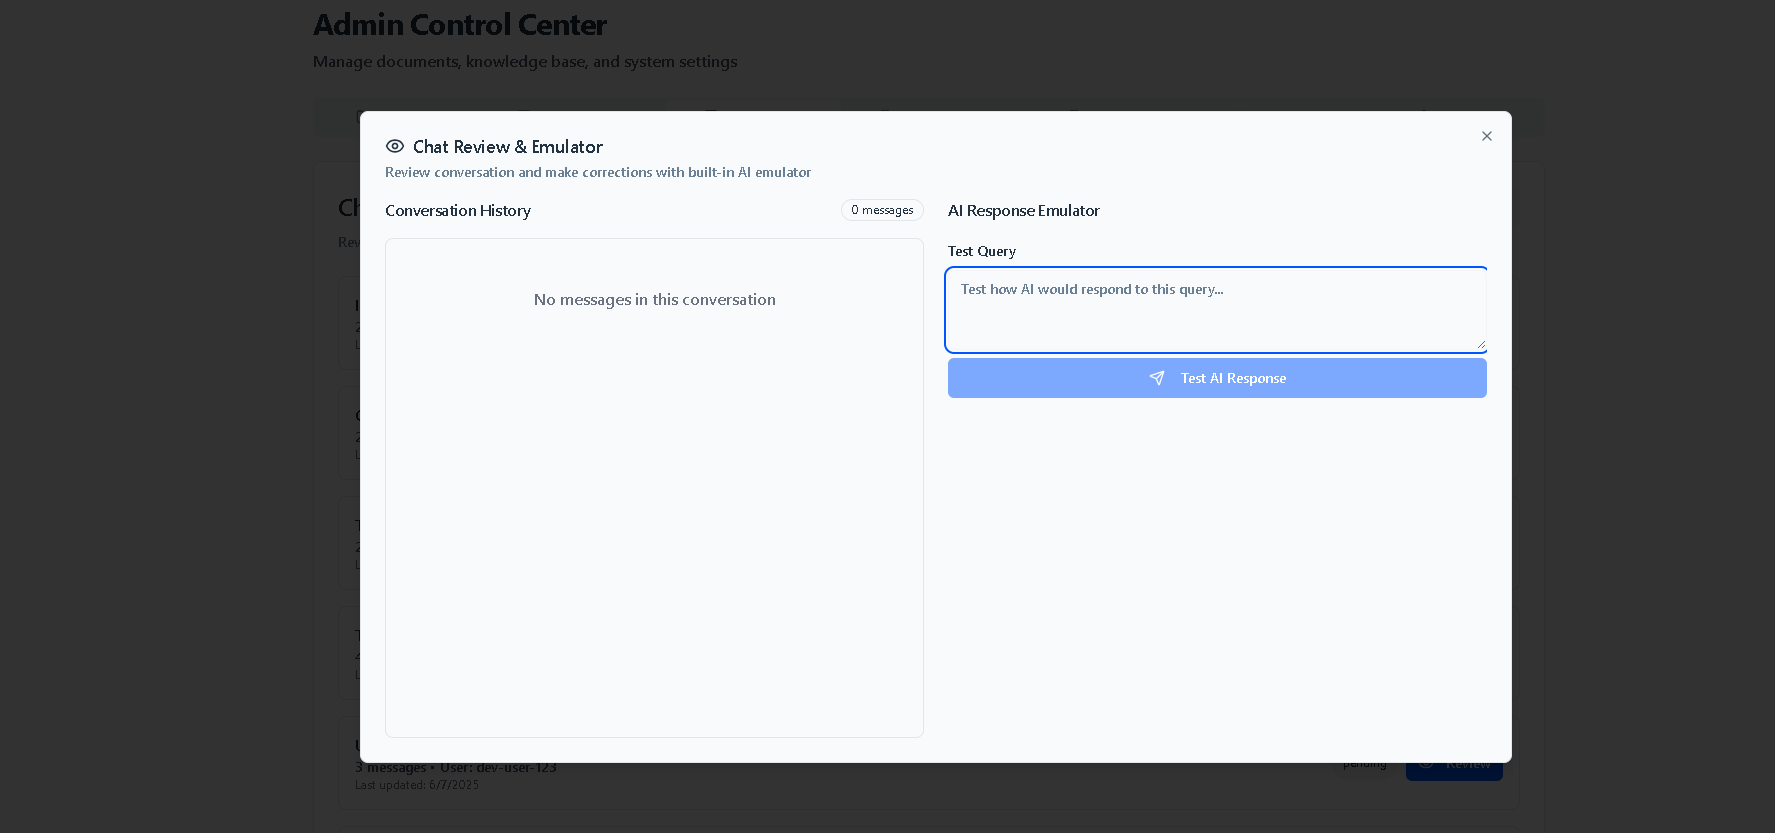 Admin Control Center
Manage documents, knowledge base, and system settings
Chat Review & Emulator
Review conversation and make corrections with built-in AI emulator
Conversation History
0 messages
No messages in this conversation
AI Response Emulator
Test Query
Test how AI would respond to this query...
Test AI Response
3 messages • User: dev-user-123
Last updated: 6/7/2025
pending
Review